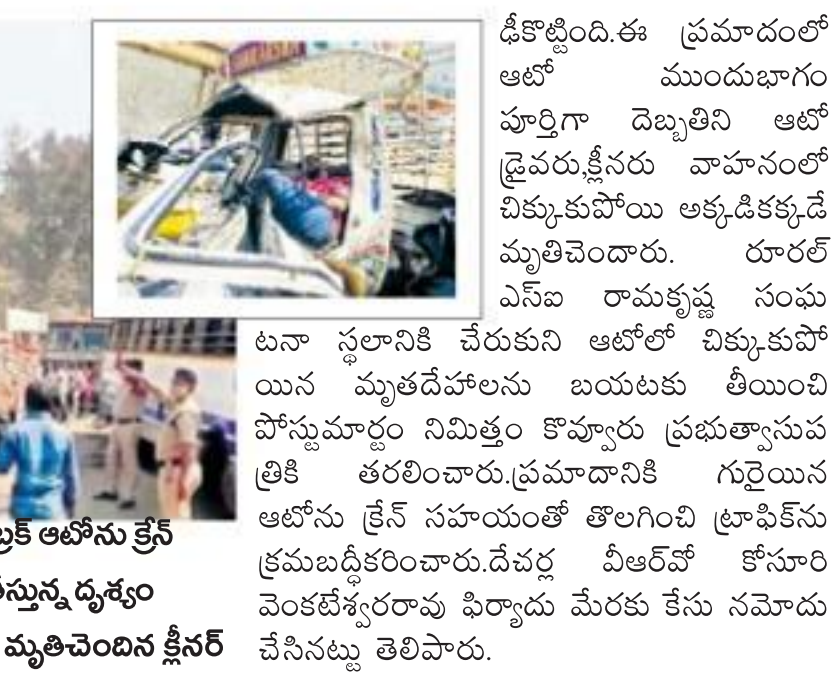 ఢీకొట్టింది.ఈ ప్రమాదంలో
ఆటో ముందుభాగం
పూర్తిగా దెబ్బతిని ఆటో
డ్రైవరు,క్లీనరు వాహనంలో
చిక్కుకుపోయి అక్కడికక్కడే
మృతిచెందారు. రూరల్
ఎస్ఐ రామకృష్ణ సంఘ
టనా స్థలానికి చేరుకుని ఆటోలో చిక్కుకుపో
యిన మృతదేహాలను బయటకు తీయించి
పోస్టుమార్టం నిమిత్తం కొవ్వూరు ప్రభుత్వాసుప
త్రికి తరలించారు.ప్రమాదానికి గురైయిన
ఆటోను క్రేన్ సహయంతో తొలగించి ట్రాఫిక్‌ను
క్రమబద్ధీకరించారు.దేచర్ల వీఆర్‌వో కోసూరి
వెంకటేశ్వరరావు ఫిర్యాదు మేరకు కేసు నమోదు
చేసినట్టు తెలిపారు.
ఆటోను క్రేన్
దృశ్యం
మృతిచెందిన క్లీనర్